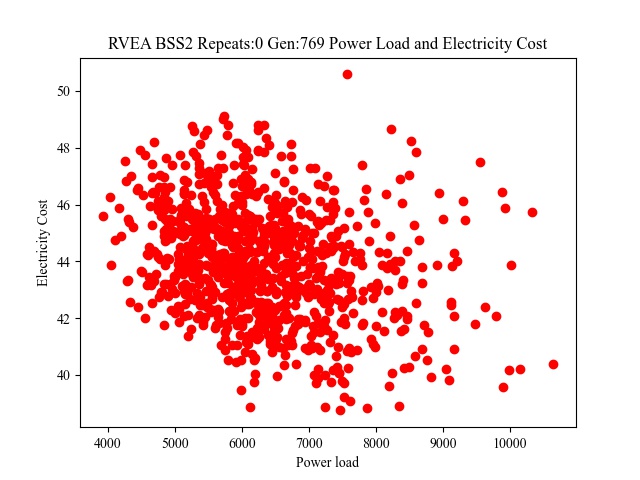 RVEA BSS2 Repeats:0 Gen:769 Power Load and Electricity Cost
50
48
46
44
42
40
Electricity Cost
4000 5000 6000 7000 8000 9000 10000
Power load